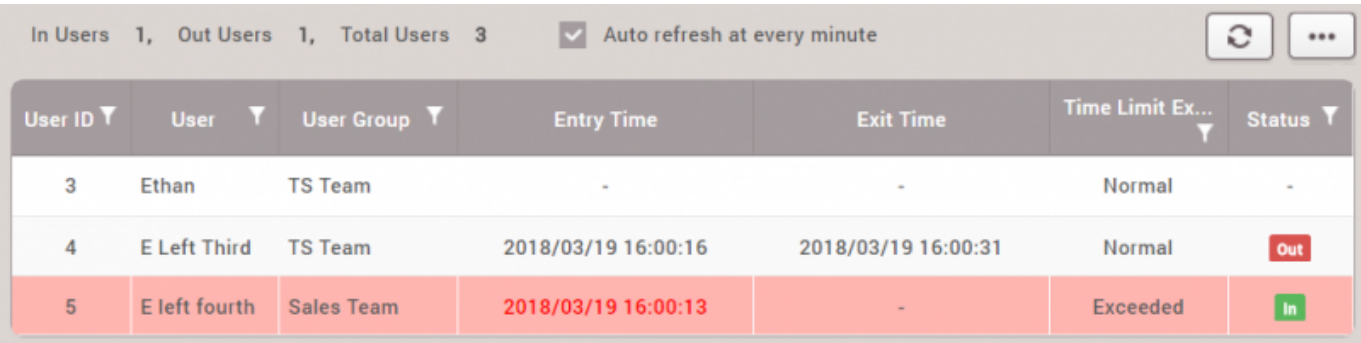 In Users 1, Out Users 1, Total Users 3 Auto refresh at every minute
User ID User User Group Entry Time Exit Time Time Limit Ex... Status
3 Ethan TS Team - - Normal -
4 E Left Third TS Team 2018/03/19 16:00:16 2018/03/19 16:00:31 Normal Out
5 E left fourth Sales Team 2018/03/19 16:00:13 - Exceeded In